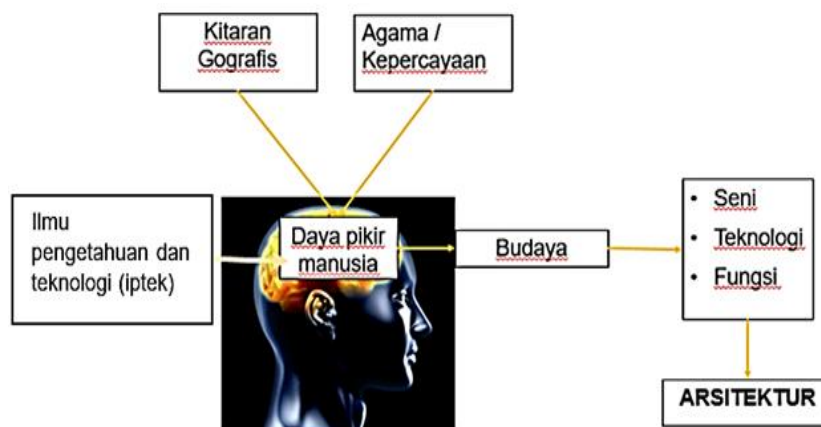 Kitaran
Gografis
Agama /
Kepercayaan
Ilmu
pengetahuan dan
teknologi (iptek)
Daya pikir
manusia
Budaya
• Seni
• Teknologi
• Fungsi
ARSITEKTUR